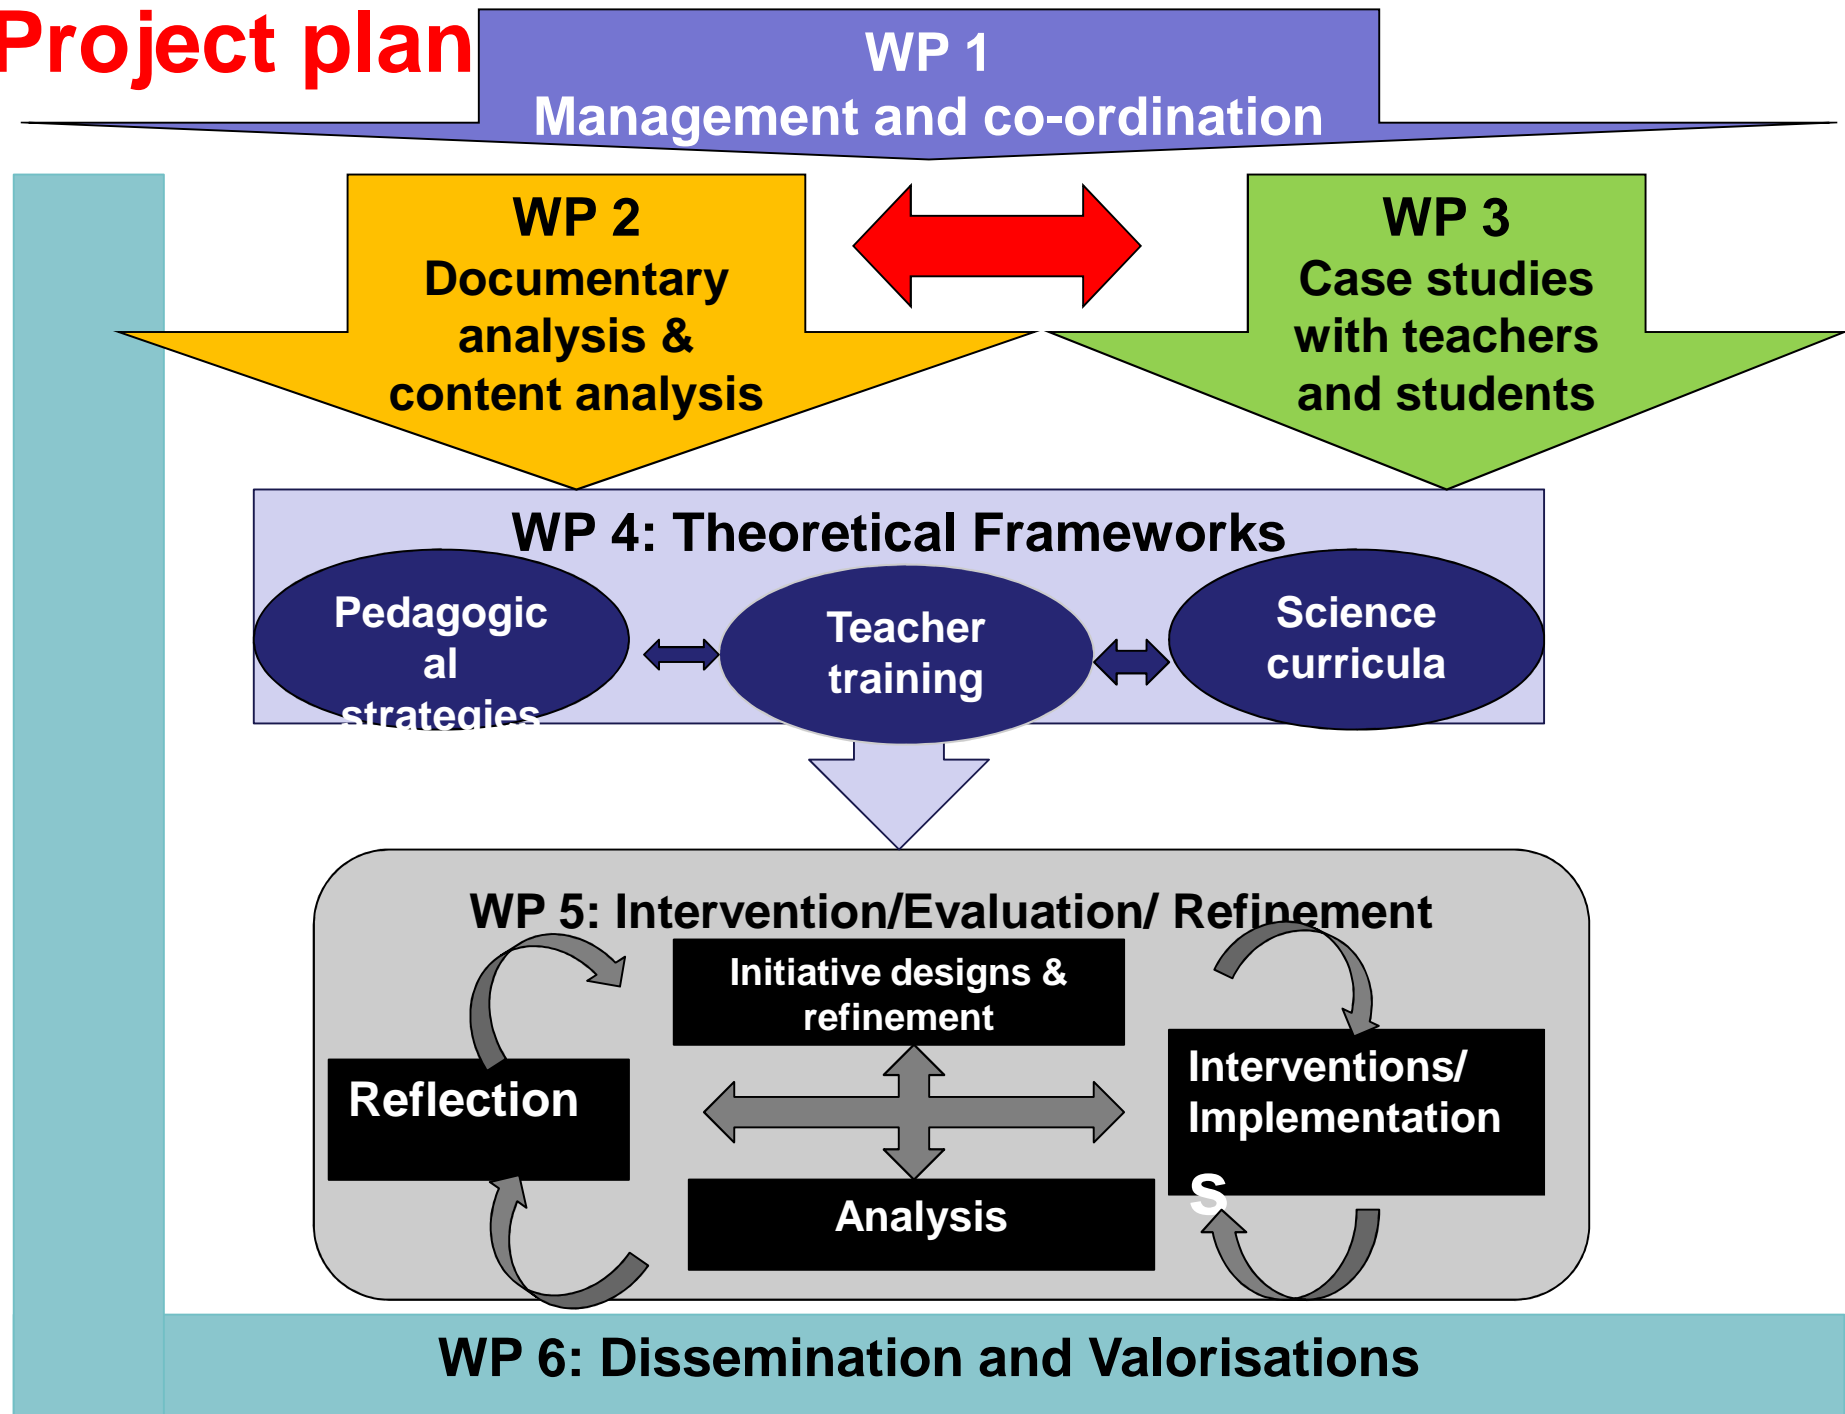 Project plan
WP 1
Management and co-ordination
WP 2
Documentary
analysis &
content analysis
WP 3
Case studies
with teachers
and students
WP 4: Theoretical Frameworks
Pedagogic
al
strategies
Teacher
training
Science
curricula
WP 5: Intervention/Evaluation/ Refinement
Initiative designs &
refinement
Reflection
Interventions/
Implementation
s
Analysis
WP 6: Dissemination and Valorisations